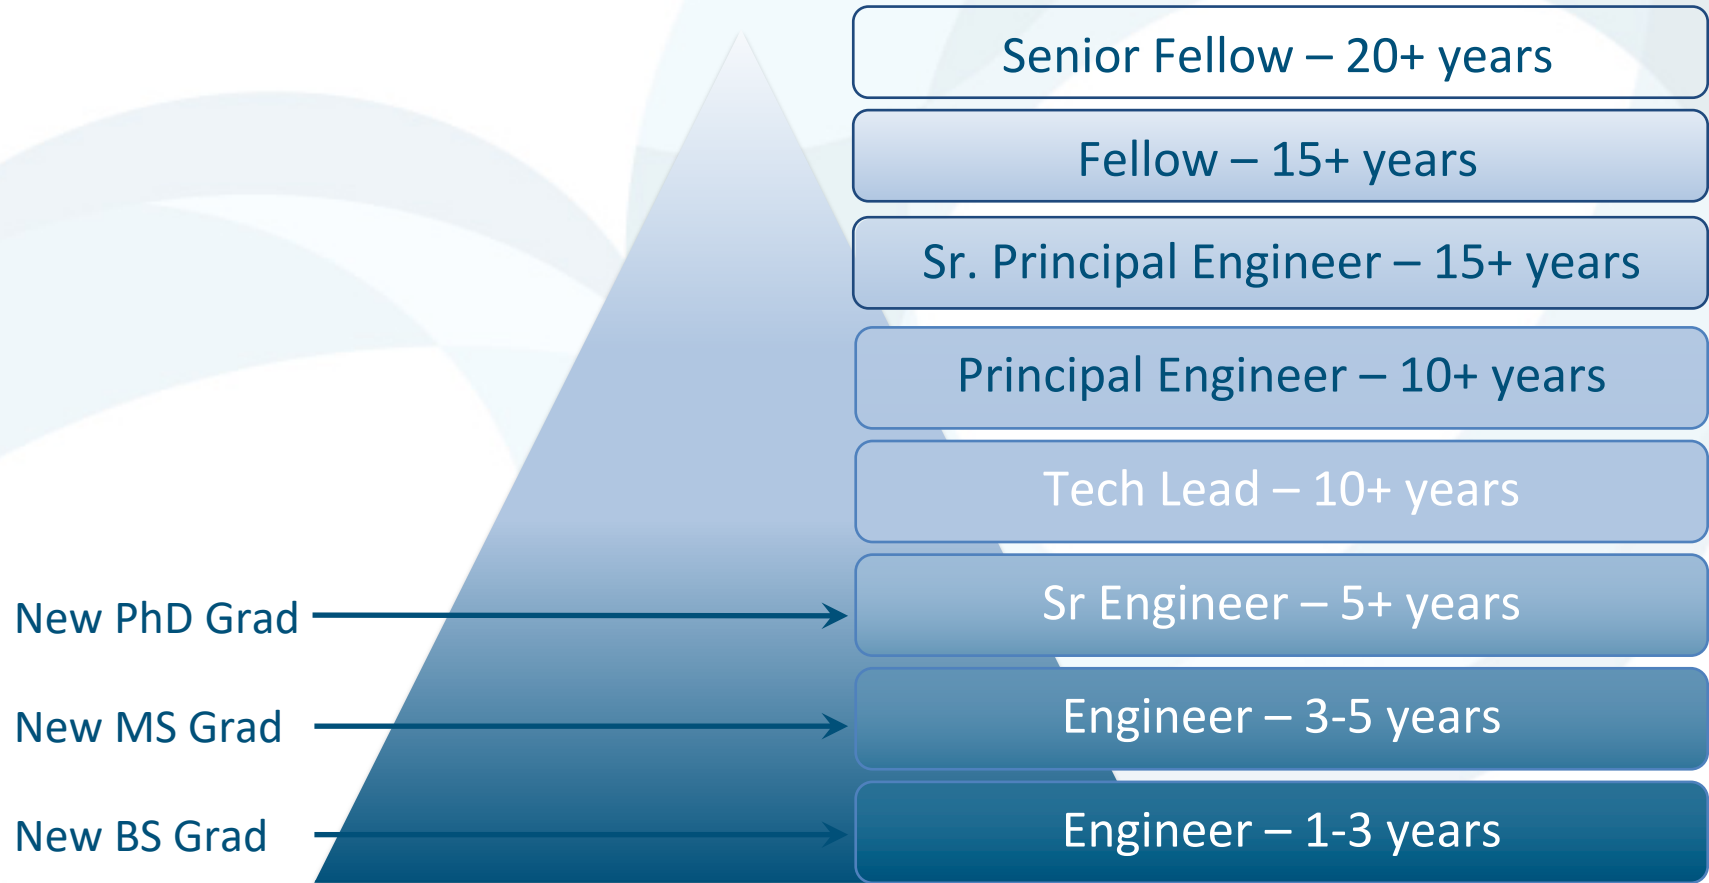 Senior Fellow – 20+ years
Fellow – 15+ years
Sr. Principal Engineer – 15+ years
Principal Engineer – 10+ years
Tech Lead – 10+ years
New PhD Grad
Sr Engineer – 5+ years
New MS Grad
Engineer – 3-5 years
New BS Grad
Engineer – 1-3 years